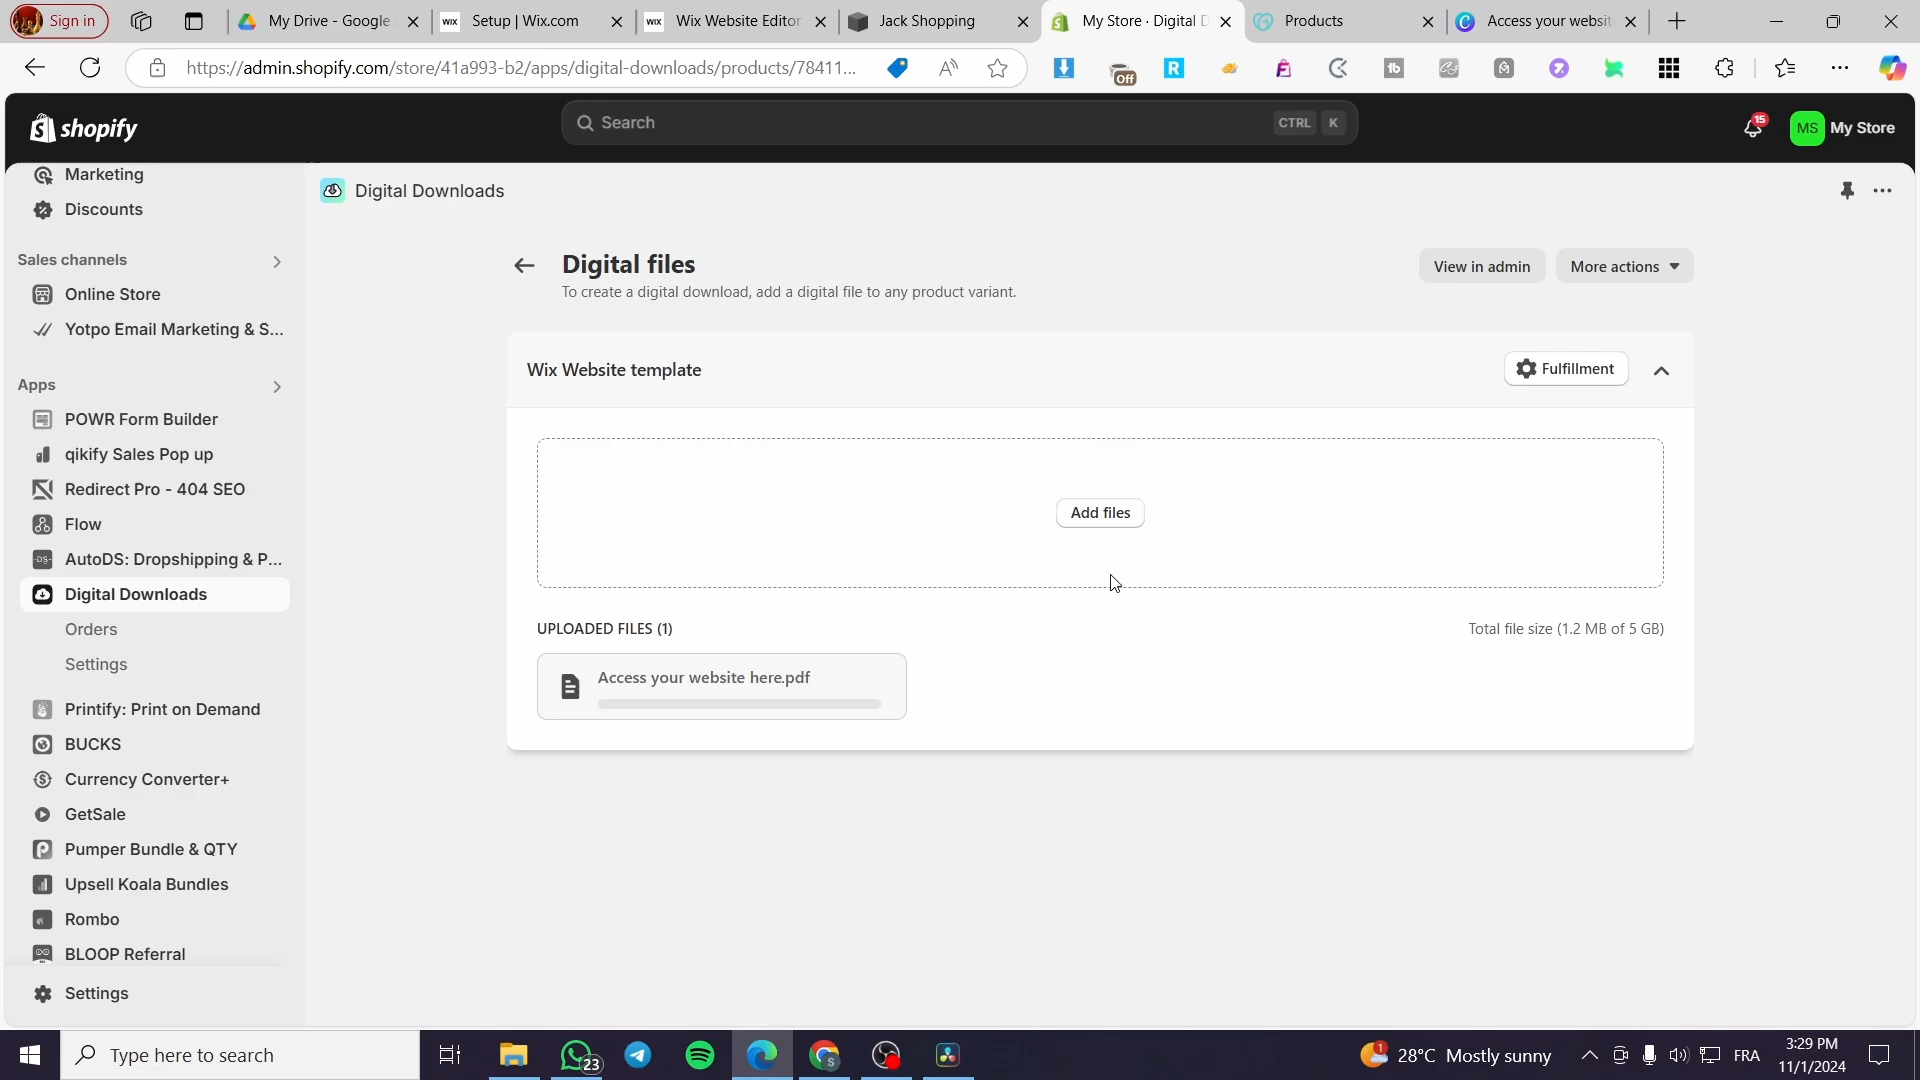 Sign in
My Drive - Google
Setup | Wix.com
Wix Website Editor
Jack Shopping
My Store · Digital D
Products
Access your websit
https://admin.shopify.com/store/41a993-b2/apps/digital-downloads/products/78411...
Off
shopify
Search
CTRL
K
15
MS
My Store
Marketing
Discounts
Sales channels
Online Store
Yotpo Email Marketing & S...
Apps
POWR Form Builder
qikify Sales Pop up
Redirect Pro - 404 SEO
Flow
AutoDS: Dropshipping & P...
Digital Downloads
Orders
Settings
Printify: Print on Demand
BUCKS
Currency Converter+
GetSale
Pumper Bundle & QTY
Upsell Koala Bundles
Rombo
BLOOP Referral
Settings
Digital Downloads
Digital files
To create a digital download, add a digital file to any product variant.
View in admin
More actions
Wix Website template
Fulfillment
Add files
UPLOADED FILES (1)
Total file size (1.2 MB of 5 GB)
Access your website here.pdf
Type here to search
23
1
28°C Mostly sunny
FRA
3:29 PM
11/1/2024